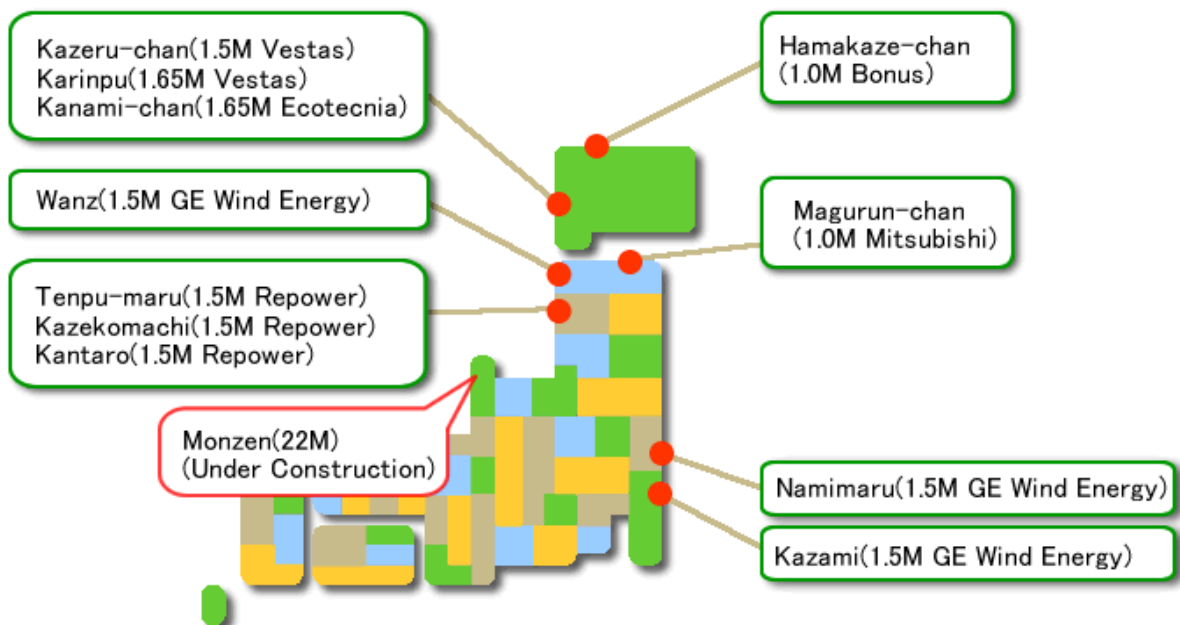 Kazeru-chan(1.5M Vestas)
Karinpu(1.65M Vestas)
Kanami-chan(1.65M Ecotecnia)
Hamakaze-chan
(1.0M Bonus)
Wanz(1.5M GE Wind Energy)
Magurun-chan
(1.0M Mitsubishi)
Tenpu-maru(1.5M Repower)
Kazekomachi(1.5M Repower)
Kantaro(1.5M Repower)
Monzen(22M)
(Under Construction)
Namimaru(1.5M GE Wind Energy)
Kazami(1.5M GE Wind Energy)